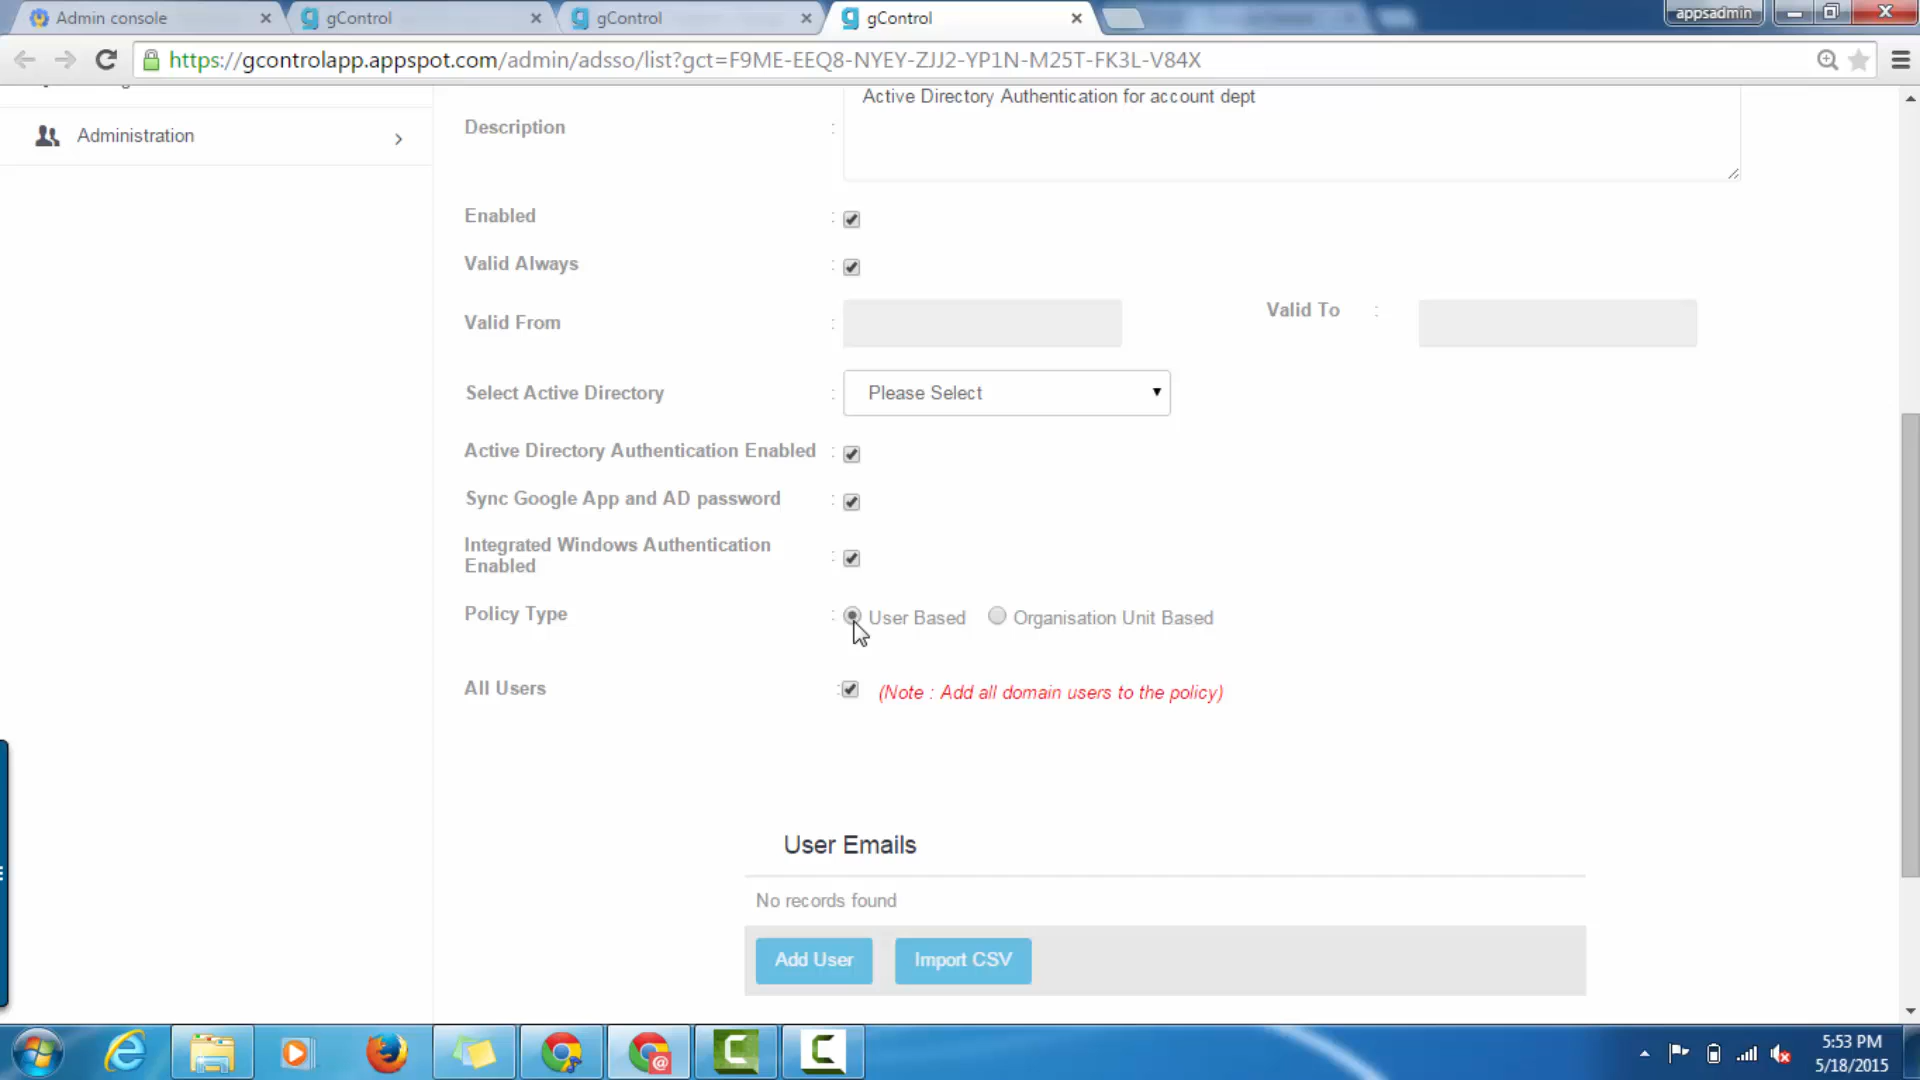 Admin console
gControl
gControl
gControl
appsadmin
https://gcontrolapp.appspot.com/admin/adsso/list?gct=F9ME-EEQ8-NYEY-ZJJ2-YP1N-M25T-FK3L-V84X
Administration
Description :
Active Directory Authentication for account dept
Enabled :
Valid Always :
Valid From :
Valid To :
Select Active Directory : Please Select
Active Directory Authentication Enabled :
Sync Google App and AD password :
Integrated Windows Authentication
Enabled :
Policy Type : User Based Organisation Unit Based
All Users : (Note : Add all domain users to the policy)
User Emails
No records found
Add User Import CSV
5:53 PM
5/18/2015